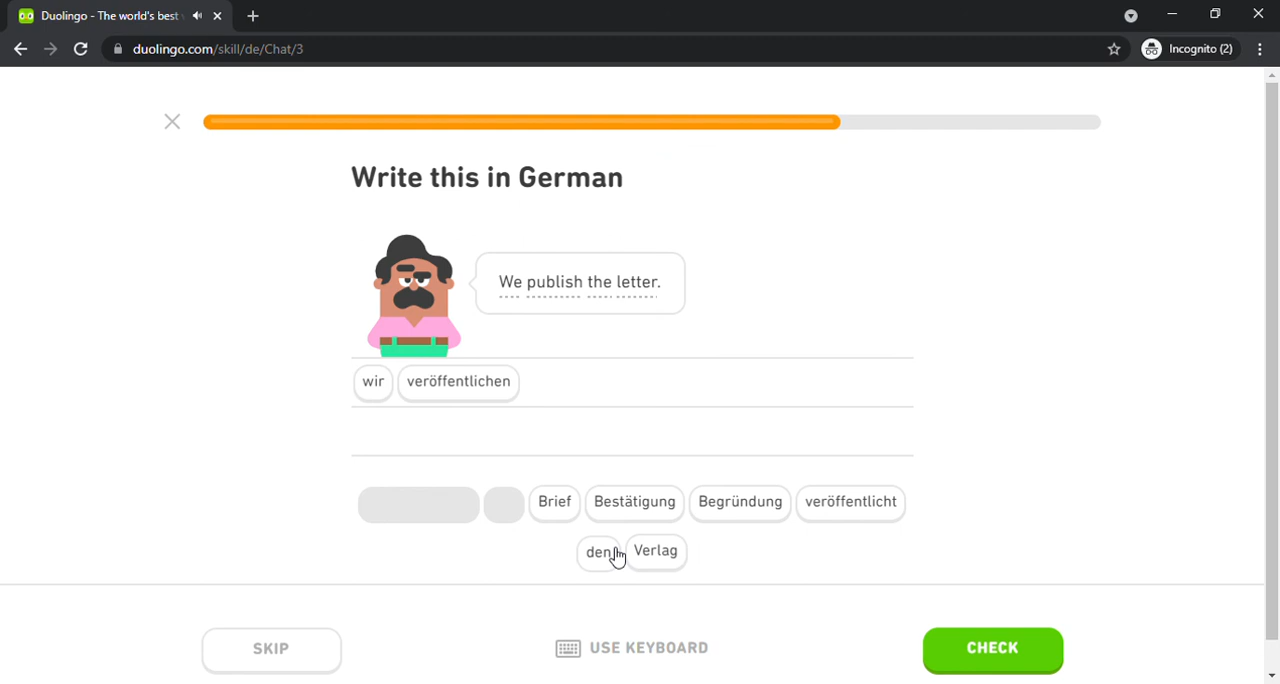 Duolingo - The world's best
duolingo.com/skill/de/Chat/3
Incognito (2)
Write this in German
We publish the letter.
wir veröffentlichen
Brief Bestätigung Begründung veröffentlicht
den Verlag
SKIP USE KEYBOARD CHECK